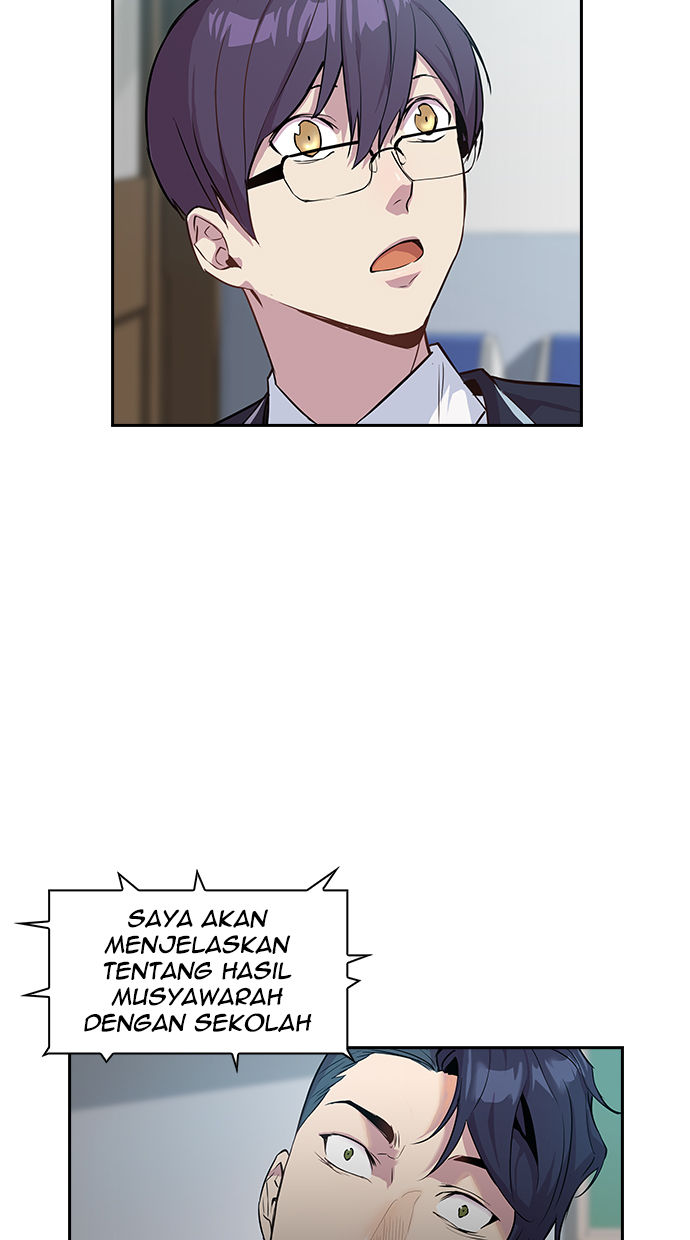 SAYA AKAN
MENJELASKAN
TENTANG HASIL
MUSYAWARAH
DENGAN SEKOLAH